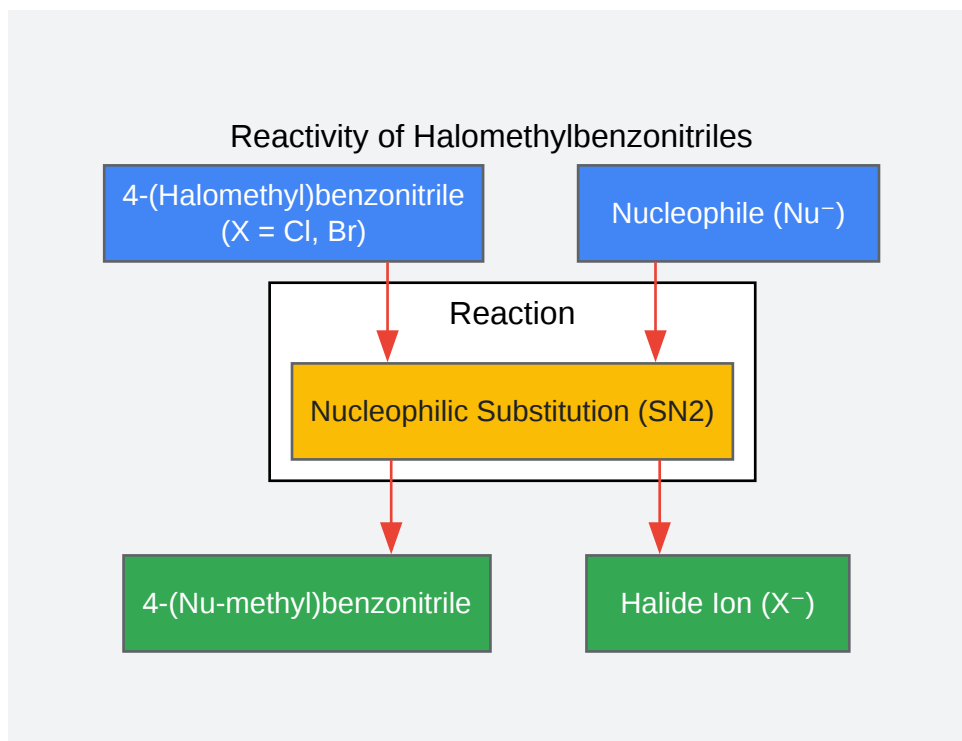 Reactivity of Halomethylbenzonitriles
4-(Halomethyl)benzonitrile
(X = Cl, Br)
Nucleophile (Nu⁻)
Reaction
Nucleophilic Substitution (SN2)
4-(Nu-methyl)benzonitrile
Halide Ion (X⁻)